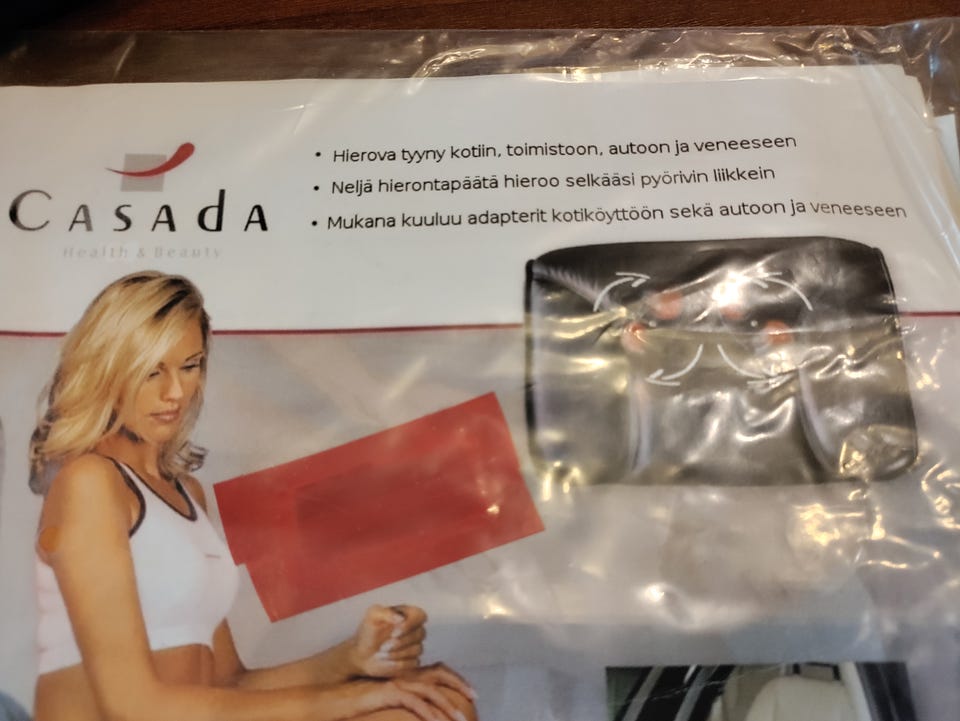 Casada
Health & Beauty
• Hierova tyyny kotiin, toimistoon, autoon ja veneeseen
• Neljä hierontapäätä hieroo selkääsi pyörivin liikkein
• Mukana kuuluu adapterit kotiköyttöön sekä autoon ja veneeseen